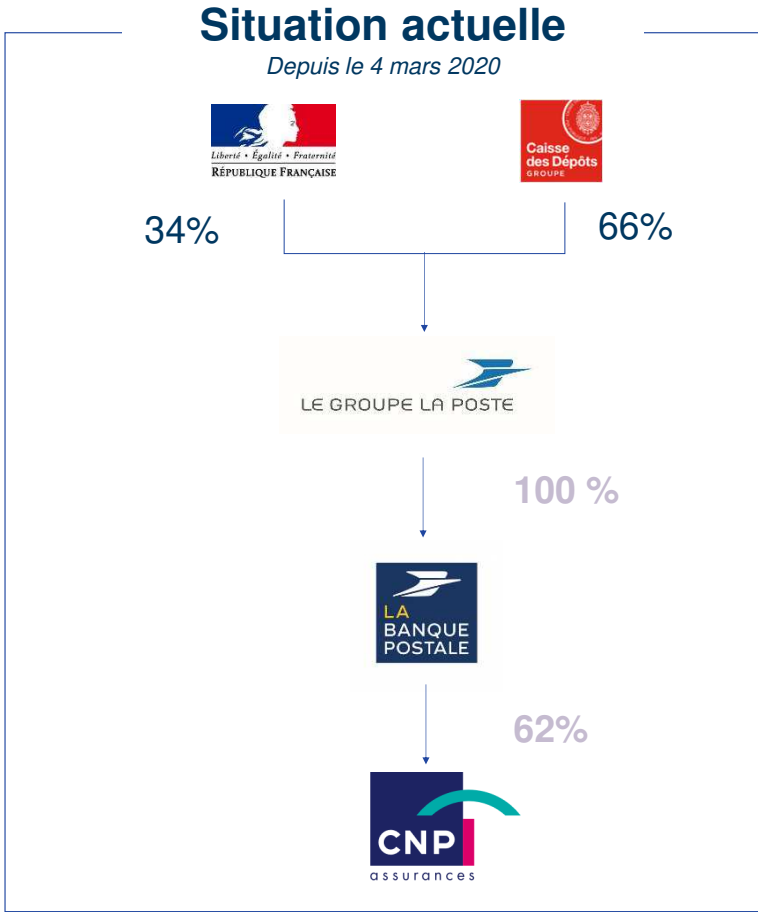 Situation actuelle
Depuis le 4 mars 2020
Liberté • Égalité • Fraternité
RÉPUBLIQUE FRANÇAISE
Caisse
des Dépôts
GROUPE
34%
66%
LE GROUPE LA POSTE
100 %
LA
BANQUE
POSTALE
62%
CNP
assurances